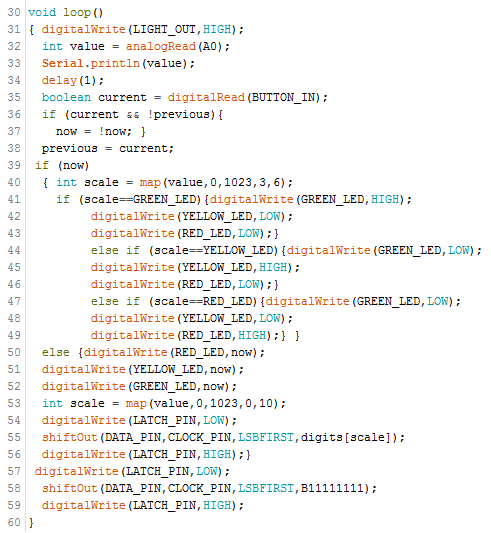 30 void loop()
31 { digitalWrite(LIGHT_OUT,HIGH);
32 int value = analogRead(A0);
33 Serial.println(value);
34 delay(1);
35 boolean current = digitalRead(BUTTON_IN);
36 if (current && !previous){
37 now = !now; }
38 previous = current;
39 if (now)
40 { int scale = map(value,0,1023,3,6);
41 if (scale==GREEN_LED){digitalWrite(GREEN_LED,HIGH);
42 digitalWrite(YELLOW_LED,LOW);
43 digitalWrite(RED_LED,LOW);}
44 else if (scale==YELLOW_LED){digitalWrite(GREEN_LED,LOW);
45 digitalWrite(YELLOW_LED,HIGH);
46 digitalWrite(RED_LED,LOW);}
47 else if (scale==RED_LED){digitalWrite(GREEN_LED,LOW);
48 digitalWrite(YELLOW_LED,LOW);
49 digitalWrite(RED_LED,HIGH);} }
50 else {digitalWrite(RED_LED,now);
51 digitalWrite(YELLOW_LED,now);
52 digitalWrite(GREEN_LED,now);
53 int scale = map(value,0,1023,0,10);
54 digitalWrite(LATCH_PIN,LOW);
55 shiftOut(DATA_PIN,CLOCK_PIN,LSBFIRST,digits[scale]);
56 digitalWrite(LATCH_PIN,HIGH);}
57 digitalWrite(LATCH_PIN,LOW);
58 shiftOut(DATA_PIN,CLOCK_PIN,LSBFIRST,B11111111);
59 digitalWrite(LATCH_PIN,HIGH);
60 }